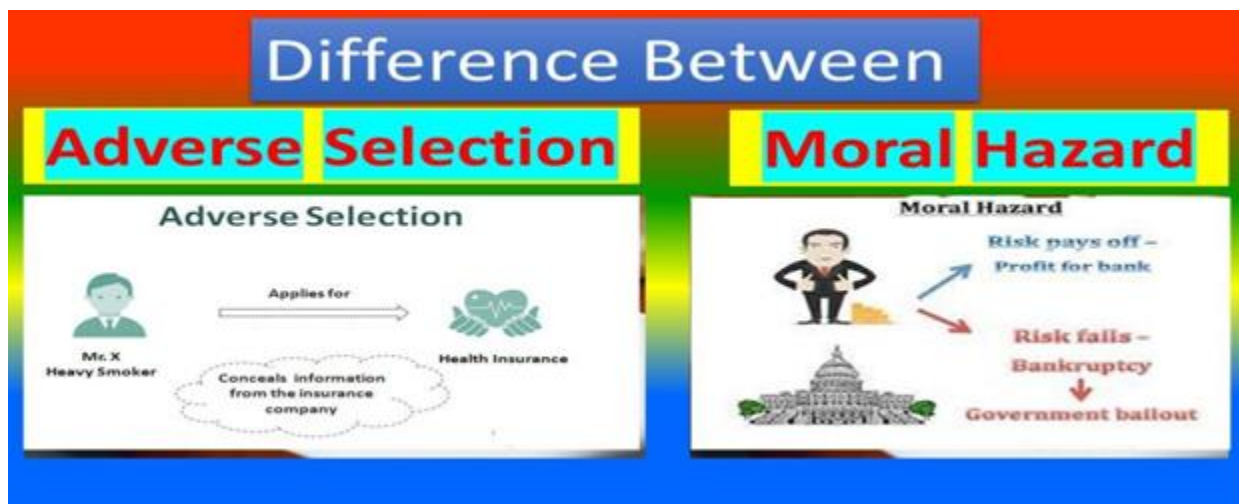 Difference Between
Adverse Selection
Adverse Selection
Applies for
Mr. X
Heavy Smoker
Health Insurance
Conceals information
from the insurance
company
Moral Hazard
Moral Hazard
Risk pays off –
Profit for bank
Risk fails –
Bankruptcy
Government bailout